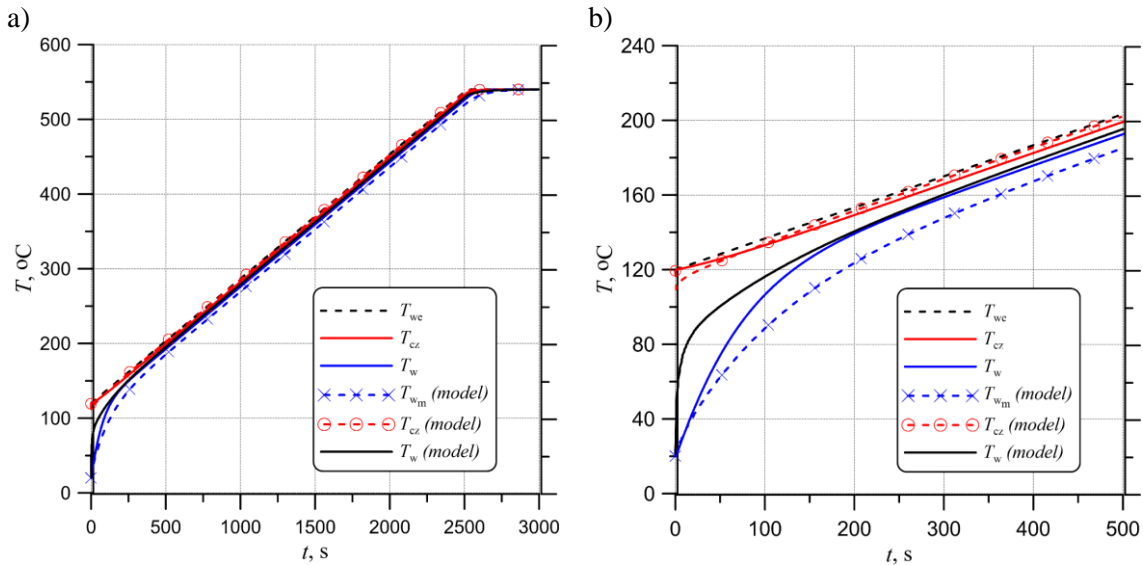 a)
b)
600
500
400
300
200
100
0
T, oC
0 500 1000 1500 2000 2500 3000
t, s
Twe
Tcz
Tw
Twm (model)
Tcz (model)
Tw (model)
240
200
160
120
80
40
0
T, oC
0 100 200 300 400 500
t, s
Twe
Tcz
Tw
Twm (model)
Tcz (model)
Tw (model)